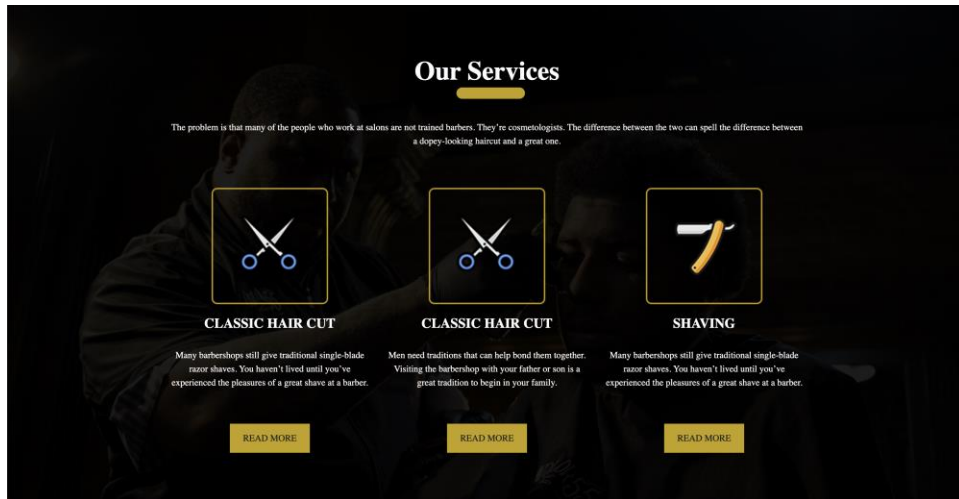 Our Services
The problem is that many of the people who work at salons are not trained barbers. They're cosmetologists. The difference between the two can spell the difference between
a dopey-looking haircut and a great one.
CLASSIC HAIR CUT
Many barbershops still give traditional single-blade
razor shaves. You haven't lived until you've
experienced the pleasures of a great shave at a barber.
READ MORE
CLASSIC HAIR CUT
Men need traditions that can help bond them together.
Visiting the barbershop with your father or son is a
great tradition to begin in your family.
READ MORE
SHAVING
Many barbershops still give traditional single-blade
razor shaves. You haven't lived until you've
experienced the pleasures of a great shave at a barber.
READ MORE